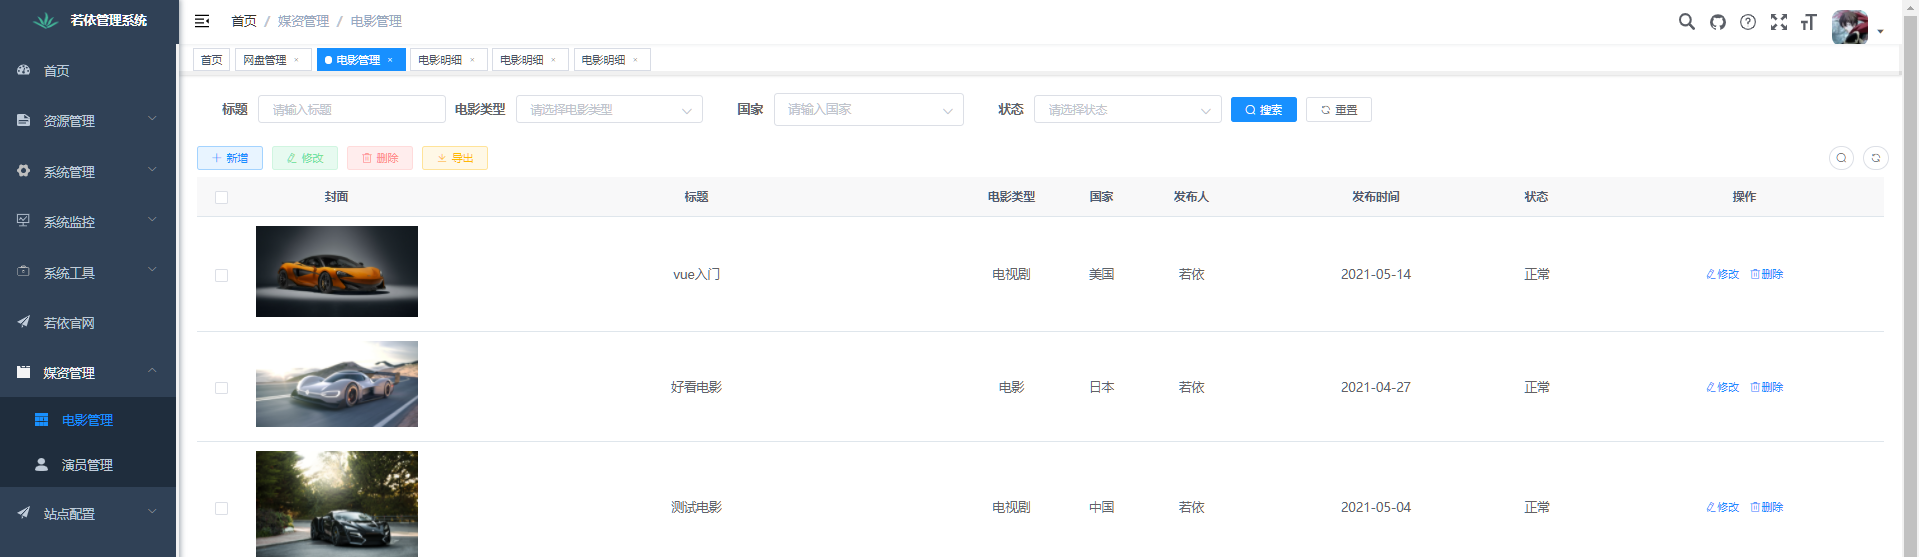 若依管理系统
首页 / 媒资管理 / 电影管理
首页 网盘管理 × 电影管理 × 电影明细 × 电影明细 × 电影明细 ×
首页
资源管理
系统管理
系统监控
系统工具
若依官网
媒资管理
电影管理
演员管理
站点配置
标题 请输入标题 电影类型 请选择电影类型 国家 请输入国家 状态 请选择状态 搜索 重置
+ 新增 修改 删除 导出
封面 标题 电影类型 国家 发布人 发布时间 状态 操作
vue入门 电视剧 美国 若依 2021-05-14 正常 修改 删除
好看电影 电影 日本 若依 2021-04-27 正常 修改 删除
测试电影 电视剧 中国 若依 2021-05-04 正常 修改 删除